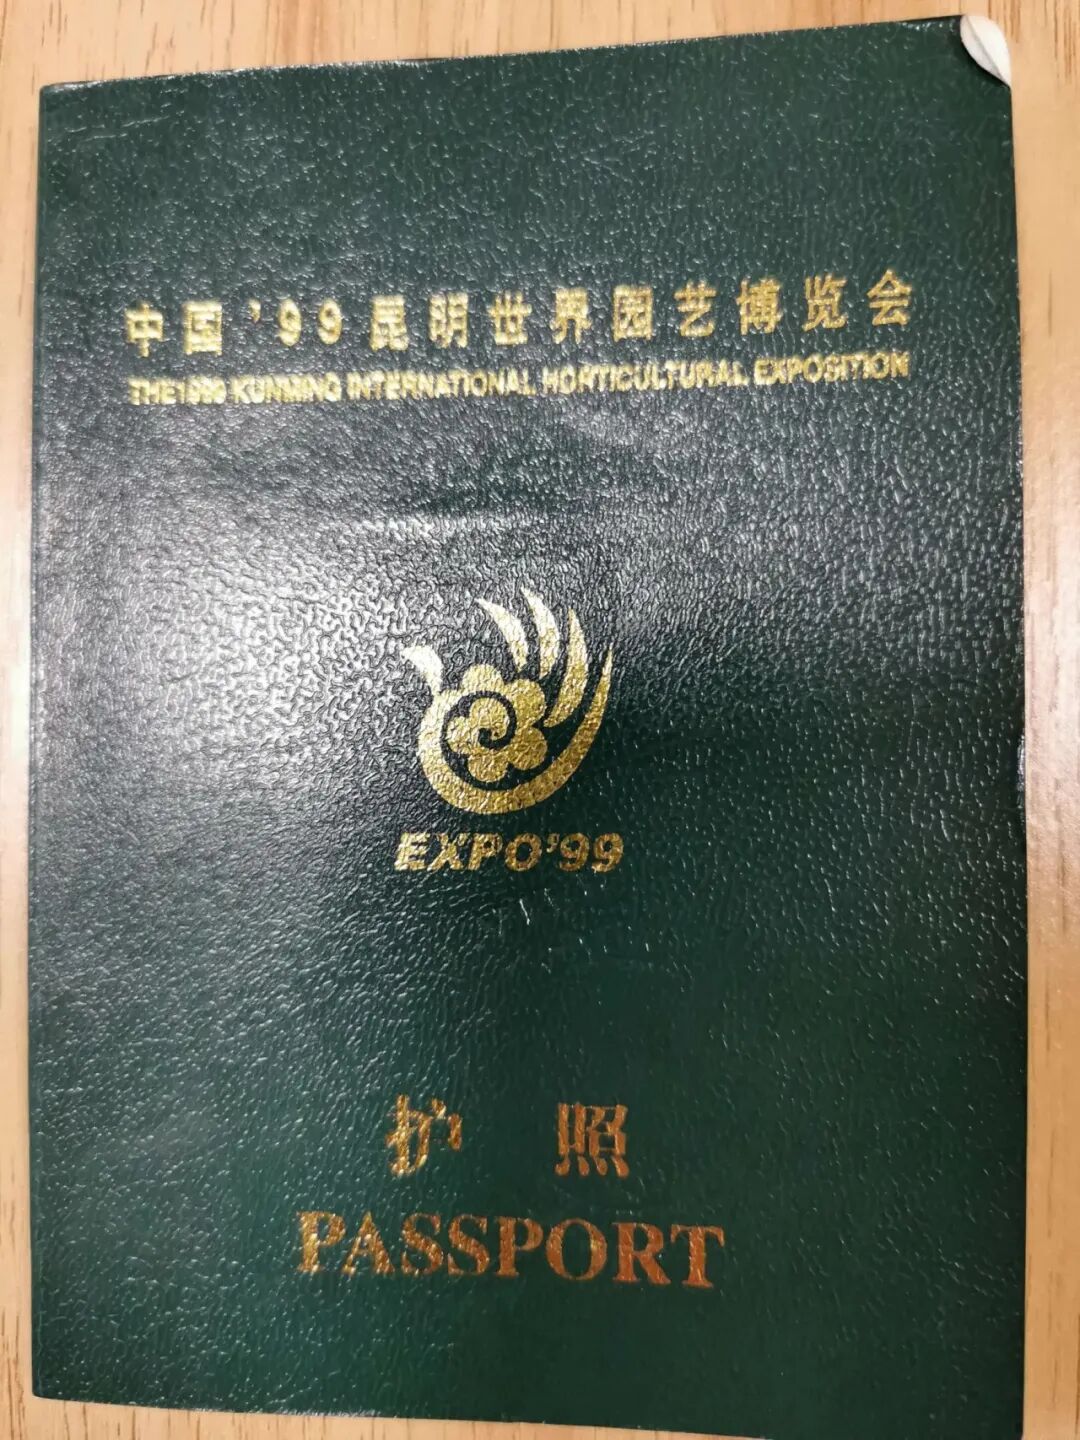 中国'99昆明世界园艺博览会
THE 1999 KUNMING INTERNATIONAL HORTICULTURAL EXPOSITION
EXPO'99
护照
PASSPORT